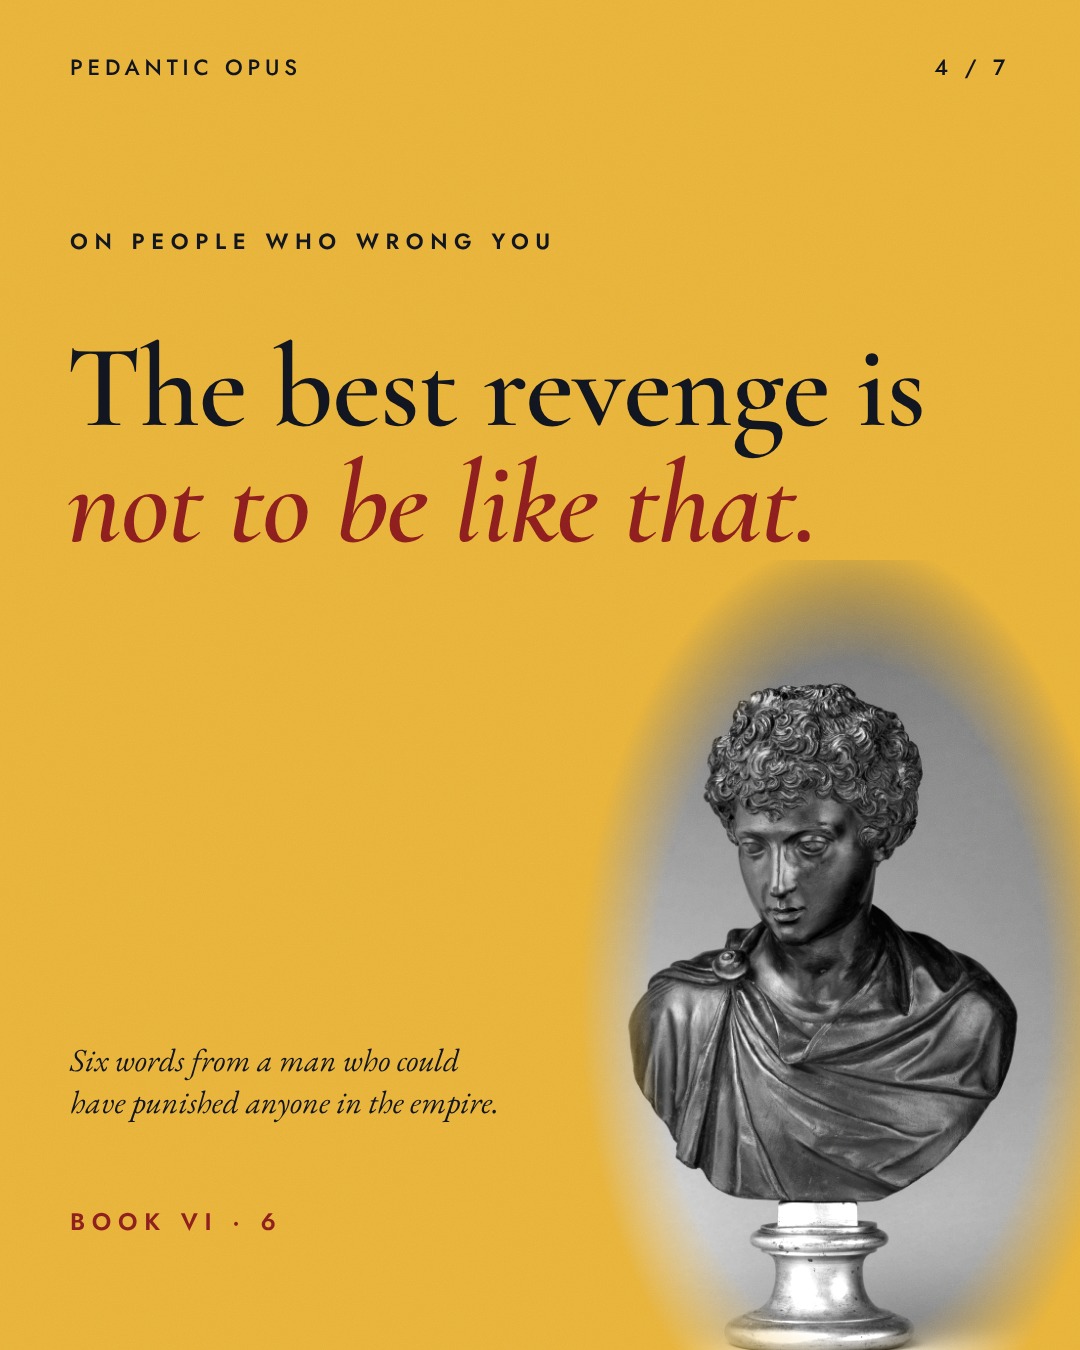 PEDANTIC OPUS
4 / 7
ON PEOPLE WHO WRONG YOU
The best revenge is
not to be like that.
Six words from a man who could
have punished anyone in the empire.
BOOK VI · 6